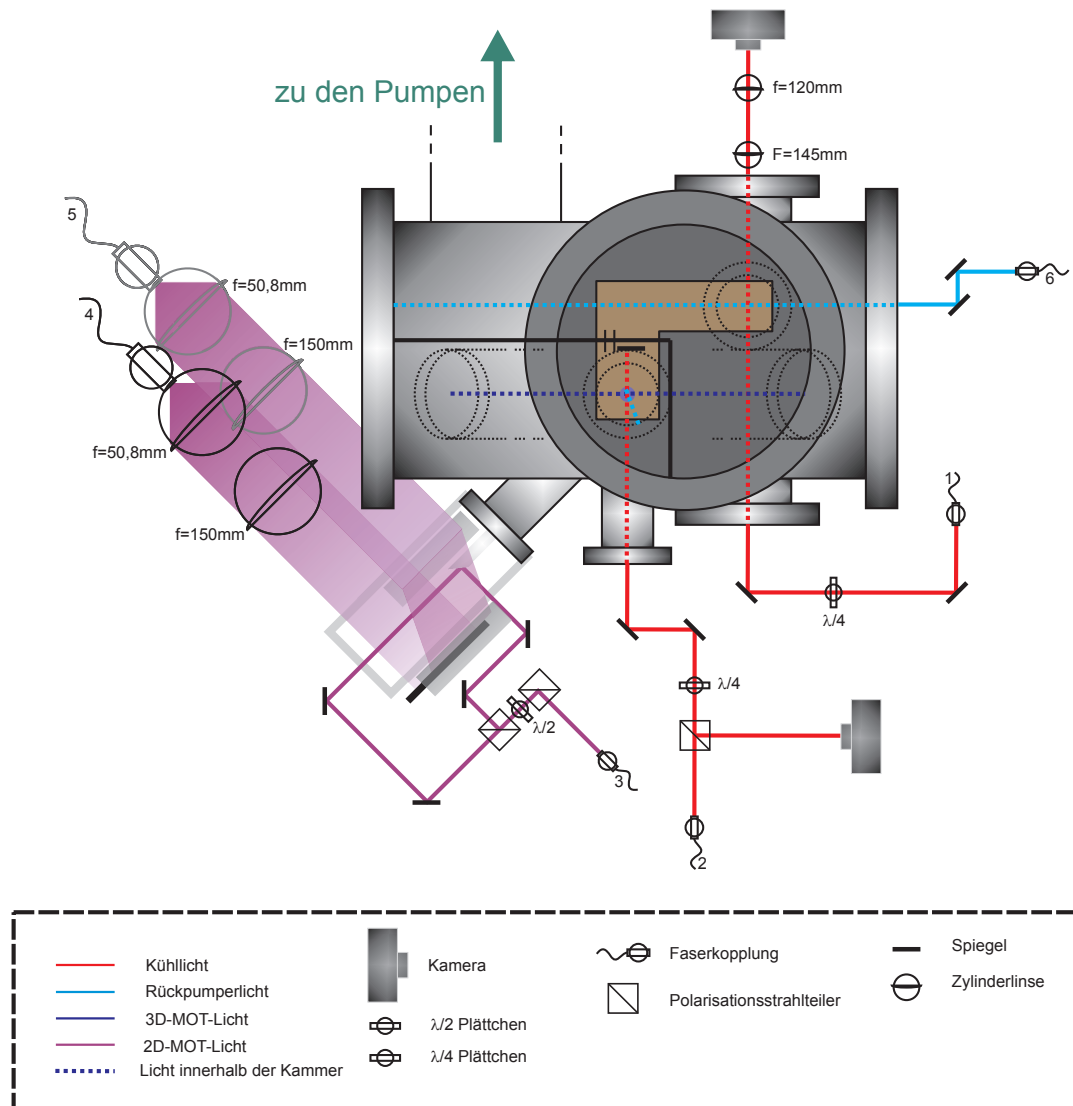 zu den Pumpen
f=120mm
F=145mm
5
f=50,8mm
6
4
f=150mm
f=50,8mm
1
f=150mm
λ/4
λ/4
λ/2
3
2
Kühllicht
Rückpumperlicht
3D-MOT-Licht
2D-MOT-Licht
Licht innerhalb der Kammer
Kamera
λ/2 Plättchen
λ/4 Plättchen
Faserkopplung
Polarisationsstrahlteiler
Spiegel
Zylinderlinse